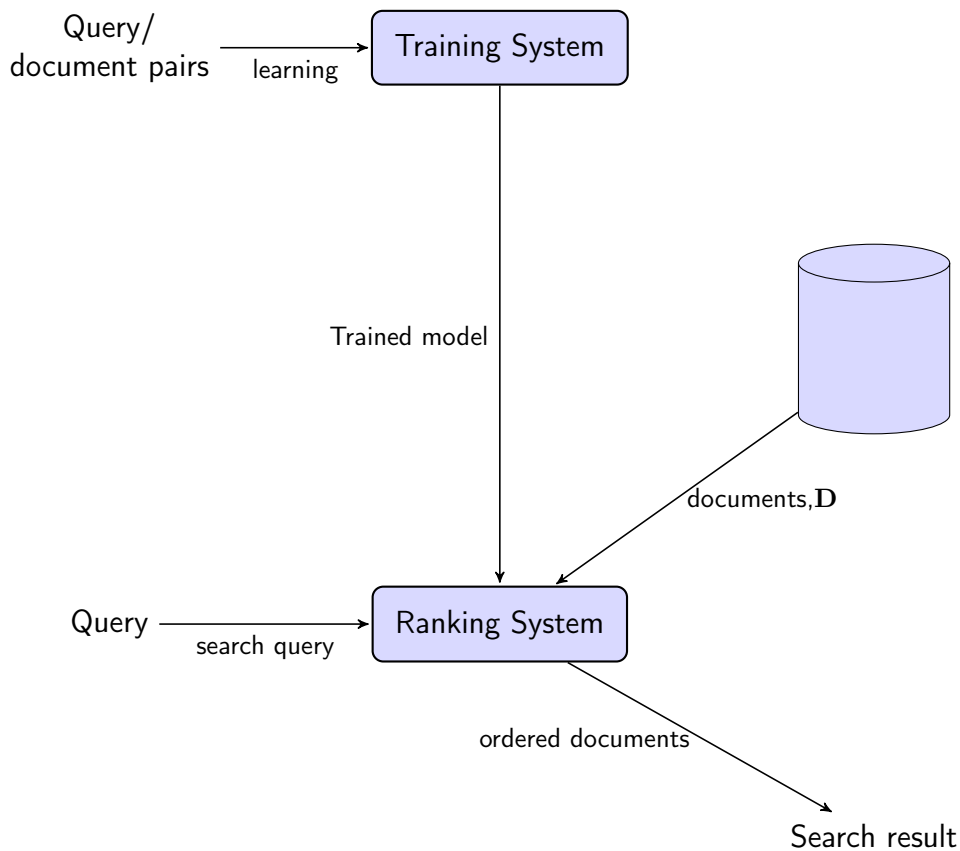 Query/
document pairs
learning
Training System
Trained model
documents,D
Query
search query
Ranking System
ordered documents
Search result